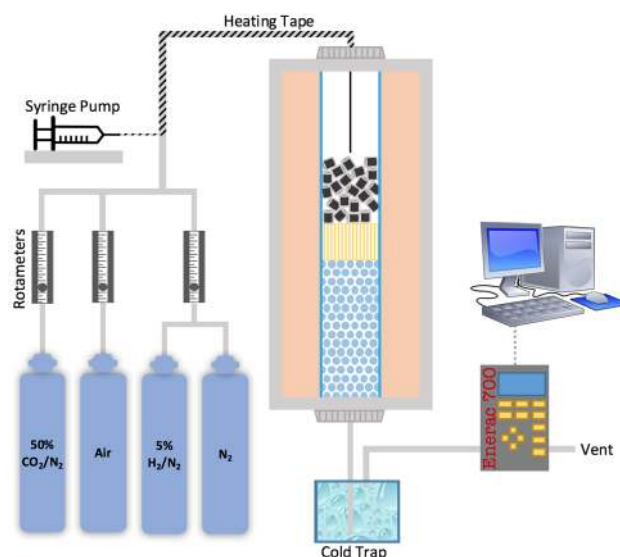 Heating Tape
Syringe Pump
Rotameters
50%
CO₂/N₂
Air
5%
H₂/N₂
N₂
Enerac 700
Vent
Cold Trap